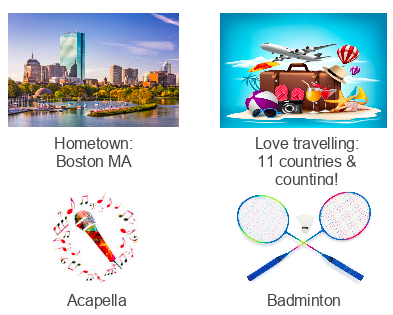 Hometown:
Boston MA
Love travelling:
11 countries &
counting!
Acapella
Badminton